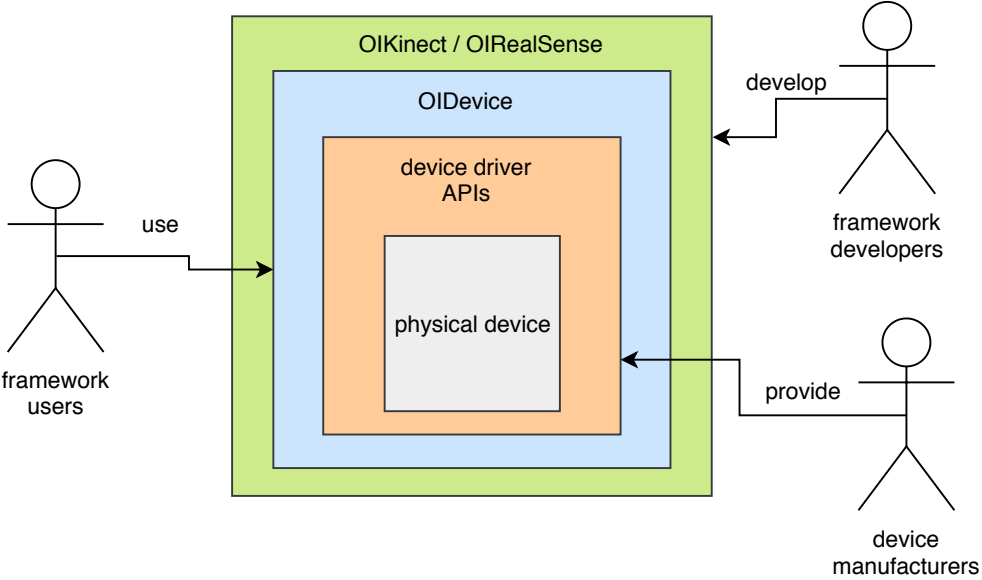 OIKinect / OIRealSense
OIDevice
device driver
APIs
physical device
use
framework
users
develop
framework
developers
provide
device
manufacturers